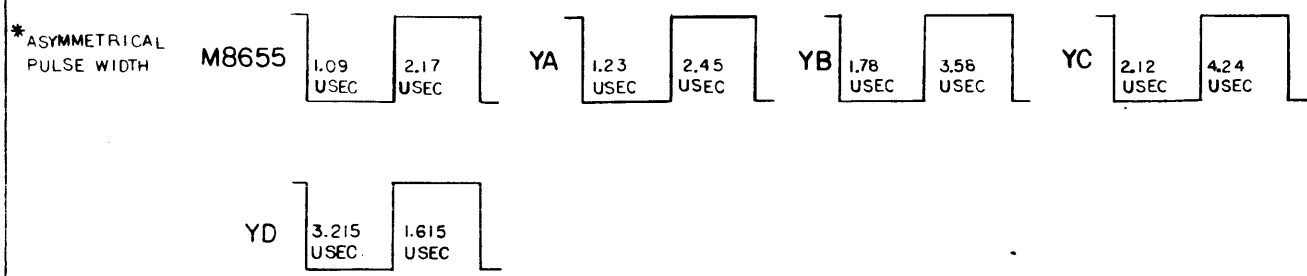 *ASYMMETRICAL
PULSE WIDTH
M8655
1.09
USEC
2.17
USEC
YA
1.23
USEC
2.45
USEC
YB
1.78
USEC
3.58
USEC
YC
2.12
USEC
4.24
USEC
YD
3.215
USEC
1.615
USEC